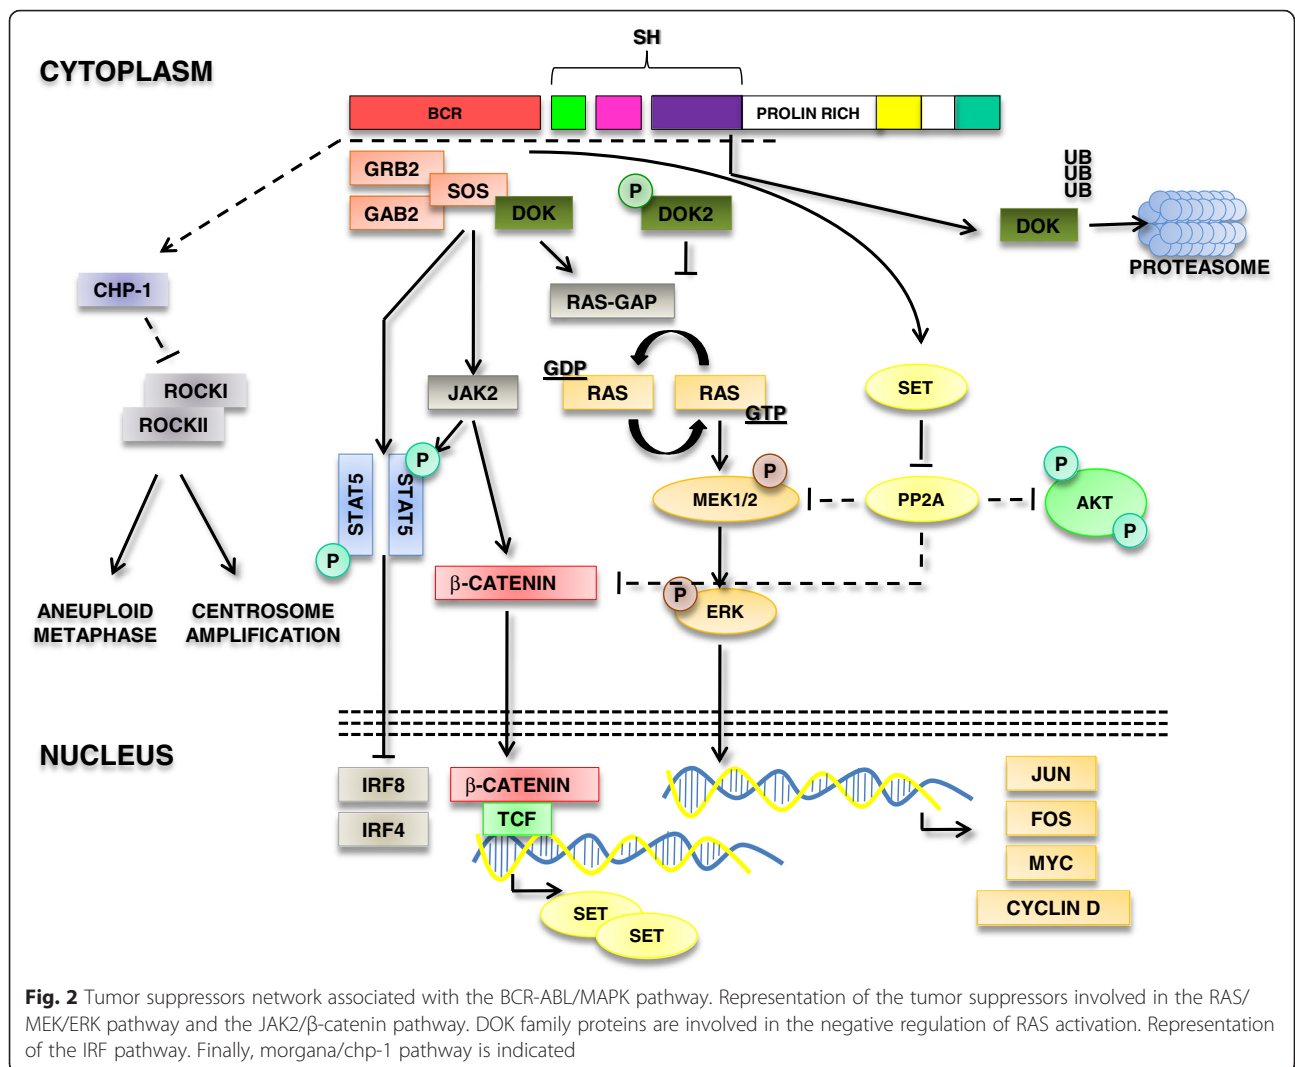 SH
CYTOPLASM
BCR
PROLIN RICH
GRB2
SOS
GAB2
DOK
P
DOK2
UB
UB
UB
DOK
PROTEASOME
CHP-1
RAS-GAP
ROCKI
ROCKII
JAK2
GDP
RAS
RAS
GTP
SET
STAT5
STAT5
P
P
MEK1/2
P
PP2A
P
AKT
P
β-CATENIN
P
ERK
ANEUPLOID
METAPHASE
CENTROSOME
AMPLIFICATION
NUCLEUS
IRF8
IRF4
β-CATENIN
TCF
SET
SET
JUN
FOS
MYC
CYCLIN D
Fig. 2 Tumor suppressors network associated with the BCR-ABL/MAPK pathway. Representation of the tumor suppressors involved in the RAS/
MEK/ERK pathway and the JAK2/β-catenin pathway. DOK family proteins are involved in the negative regulation of RAS activation. Representation
of the IRF pathway. Finally, morgana/chp-1 pathway is indicated